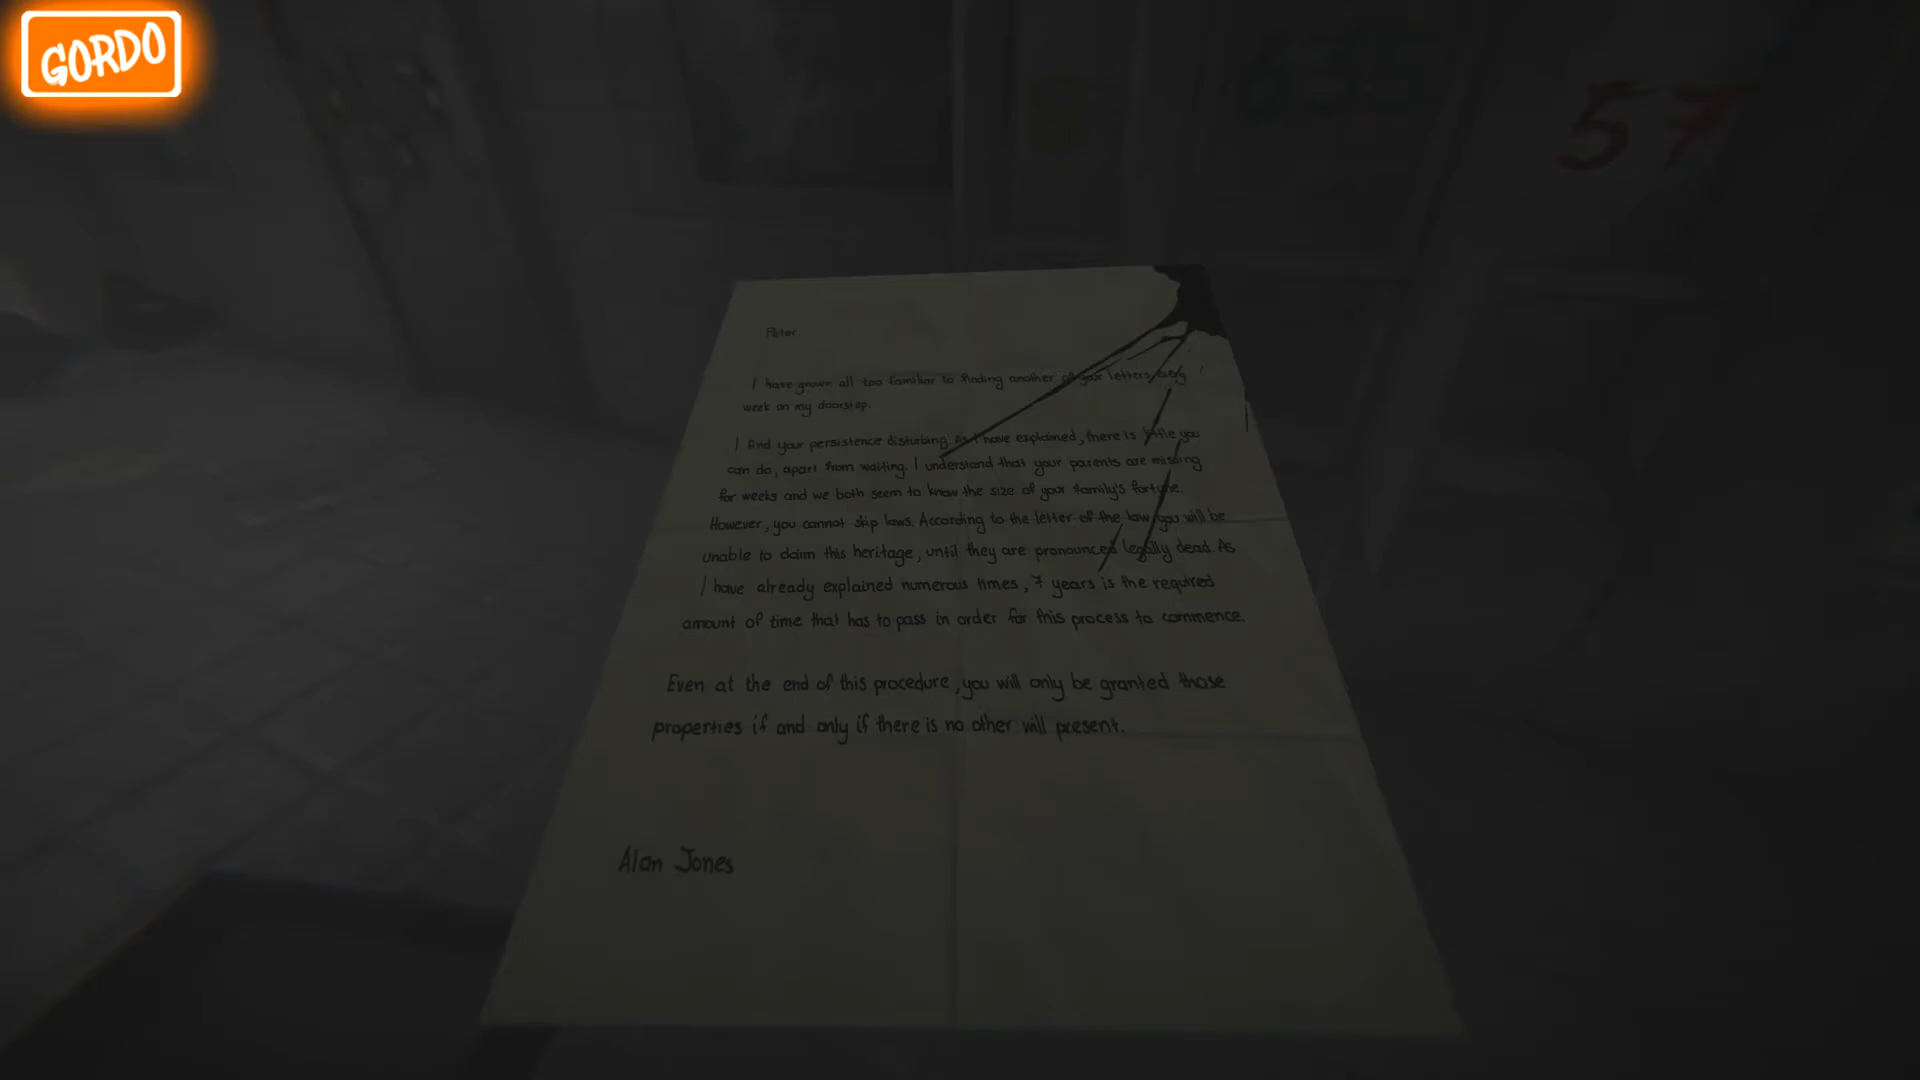 GORDO
57
Peter.
I have grown all too familiar to finding another of your letters every
week on my doorstep.
I find your persistence disturbing. As I have explained, there is little you
can do, apart from waiting. I understand that your parents are missing
for weeks and we both seem to know the size of your family's fortune.
However, you cannot skip laws. According to the letter of the law, you will be
unable to claim this heritage, until they are pronounced legally dead. As
I have already explained numerous times, 7 years is the required
amount of time that has to pass in order for this process to commence.
Even at the end of this procedure, you will only be granted those
properties if and only if there is no other will present.
Alan Jones